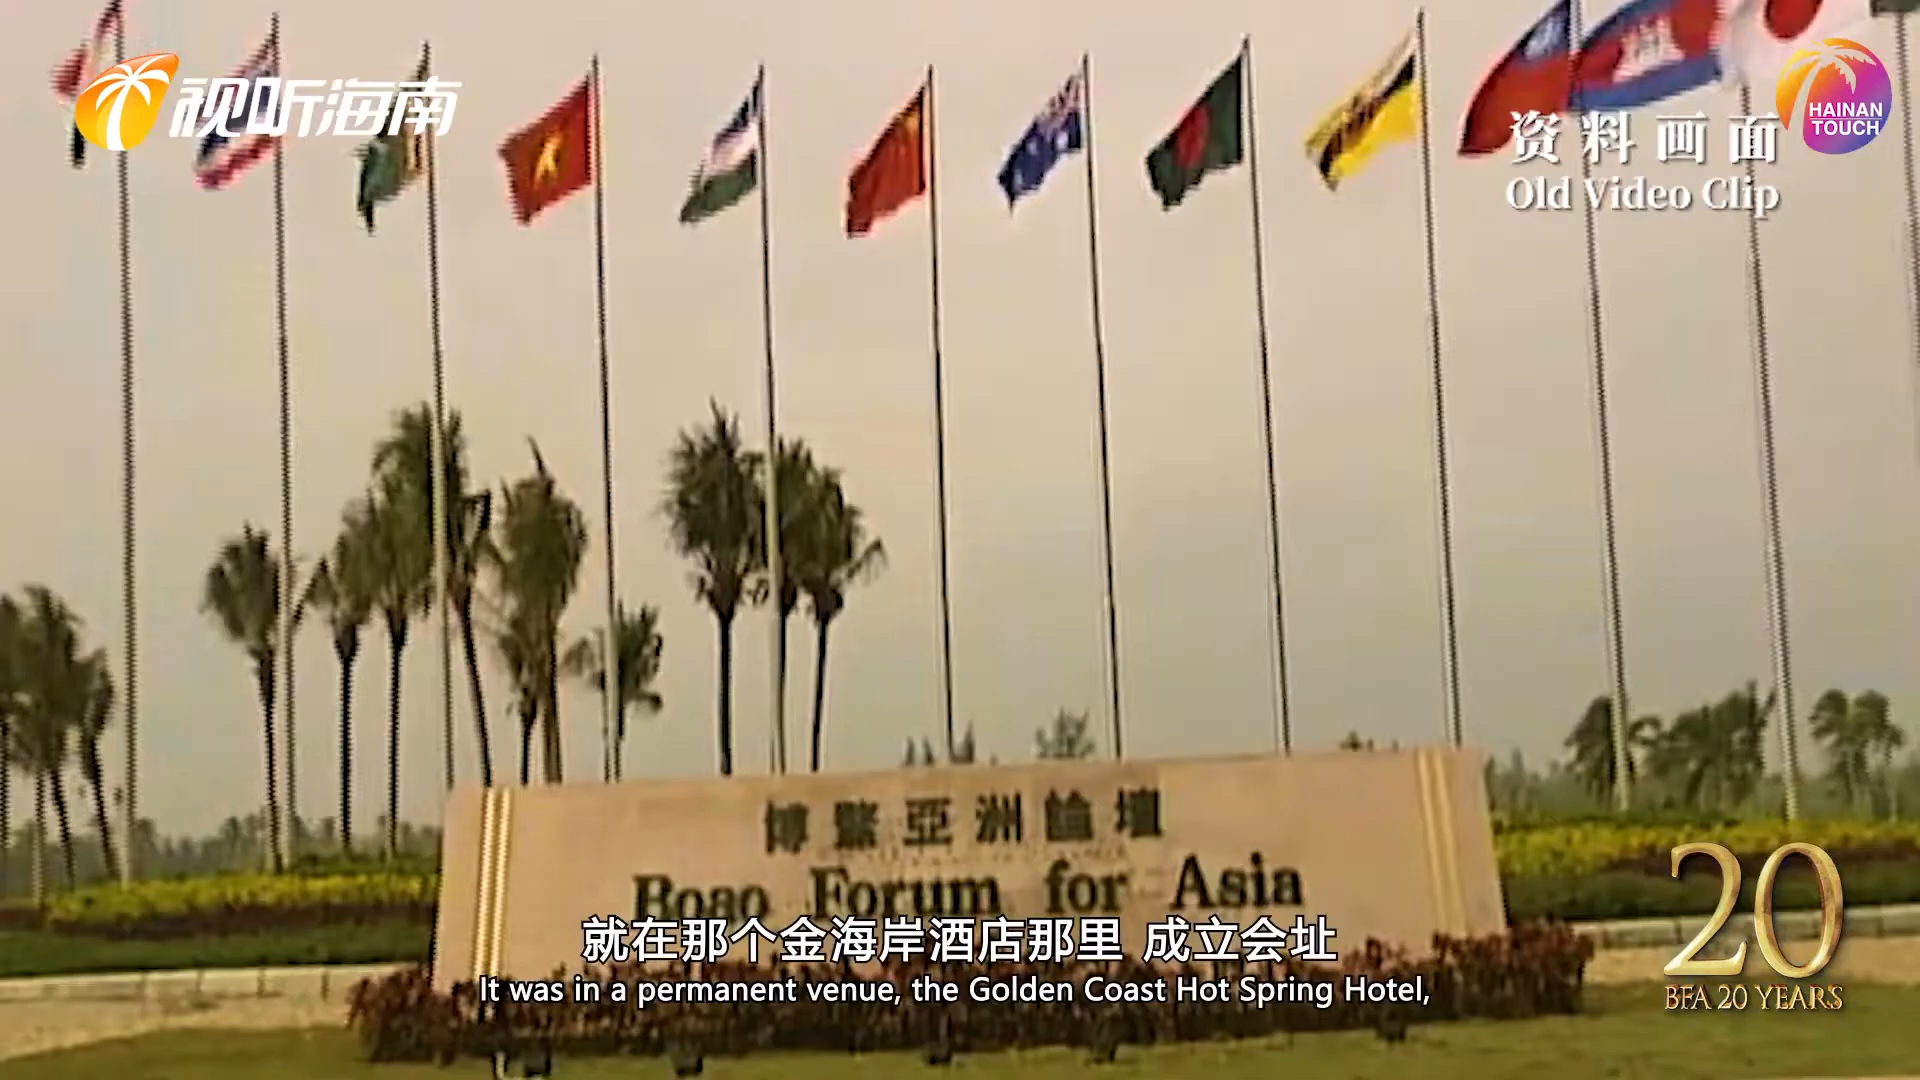 视听海南
HAINAN
TOUCH
资料画面
Old Video Clip
博鰲亞洲論壇
Boao Forum for Asia
就在那个金海岸酒店那里 成立会址
It was in a permanent venue, the Golden Coast Hot Spring Hotel,
20
BFA 20 YEARS